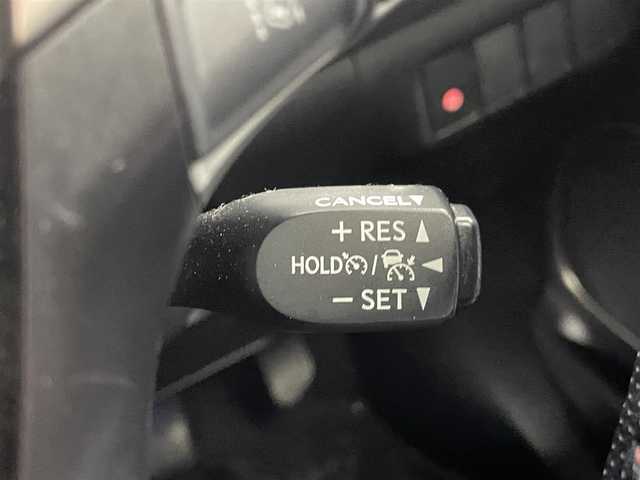 CANCEL▼
+ RES ▲
HOLD / ◄
− SET ▼